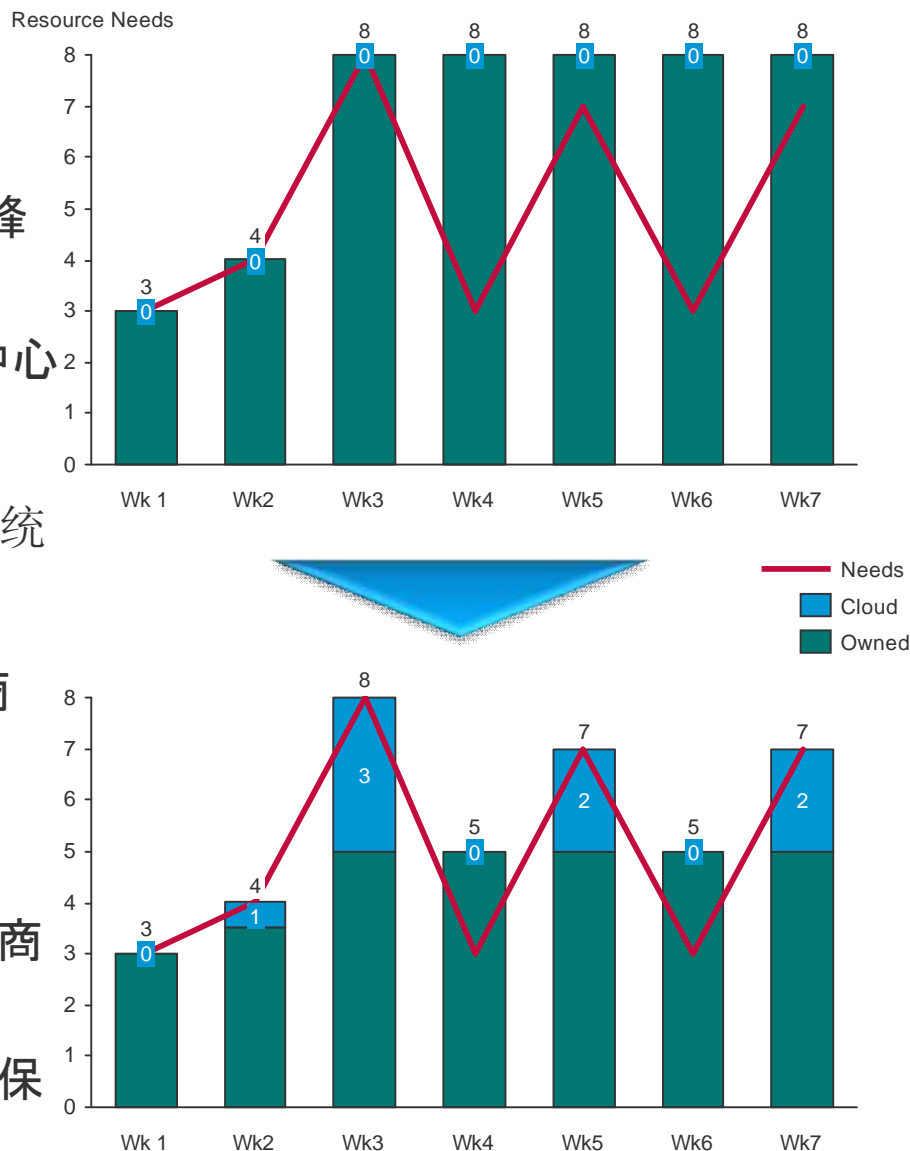 Resource Needs
8 8 8 8 8
8 0 0 0 0 0
7
6
峰
5
4
4 0
3
3 0
中心
2
1
0
Wk 1 Wk2 Wk3 Wk4 Wk5 Wk6 Wk7
统
Needs
Cloud
Owned
8
8
7 7 7
3 2 2
6
5 5
5 0 0
4
4 1
商
3
3 0
2
1
保
0
Wk 1 Wk2 Wk3 Wk4 Wk5 Wk6 Wk7